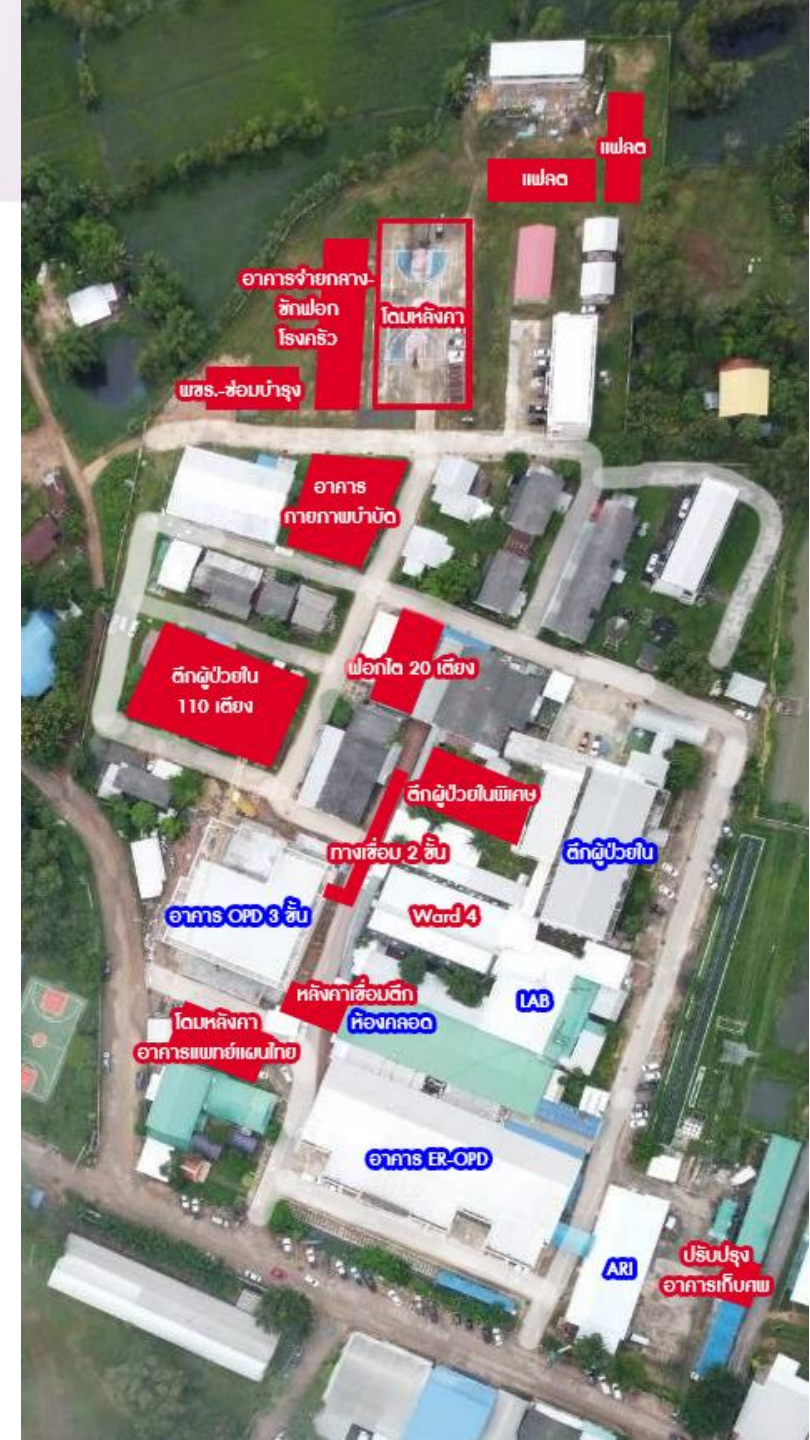 แฟลต
แฟลต
อาคารจ่ายกลาง-
ซักฟอก
โรงครัว
โดมหลังคา
พขร.-ซ่อมบำรุง
อาคาร
กายภาพบำบัด
ฟอกไต 20 เตียง
ตึกผู้ป่วยใน
110 เตียง
ตึกผู้ป่วยในพิเศษ
ทางเชื่อม 2 ชั้น
ตึกผู้ป่วยใน
อาคาร OPD 3 ชั้น
Ward 4
หลังคาเชื่อมตึก
LAB
ห้องคลอด
โดมหลังคา
อาคารแพทย์แผนไทย
อาคาร ER-OPD
ARI
ปรับปรุง
อาคารเก็บศพ